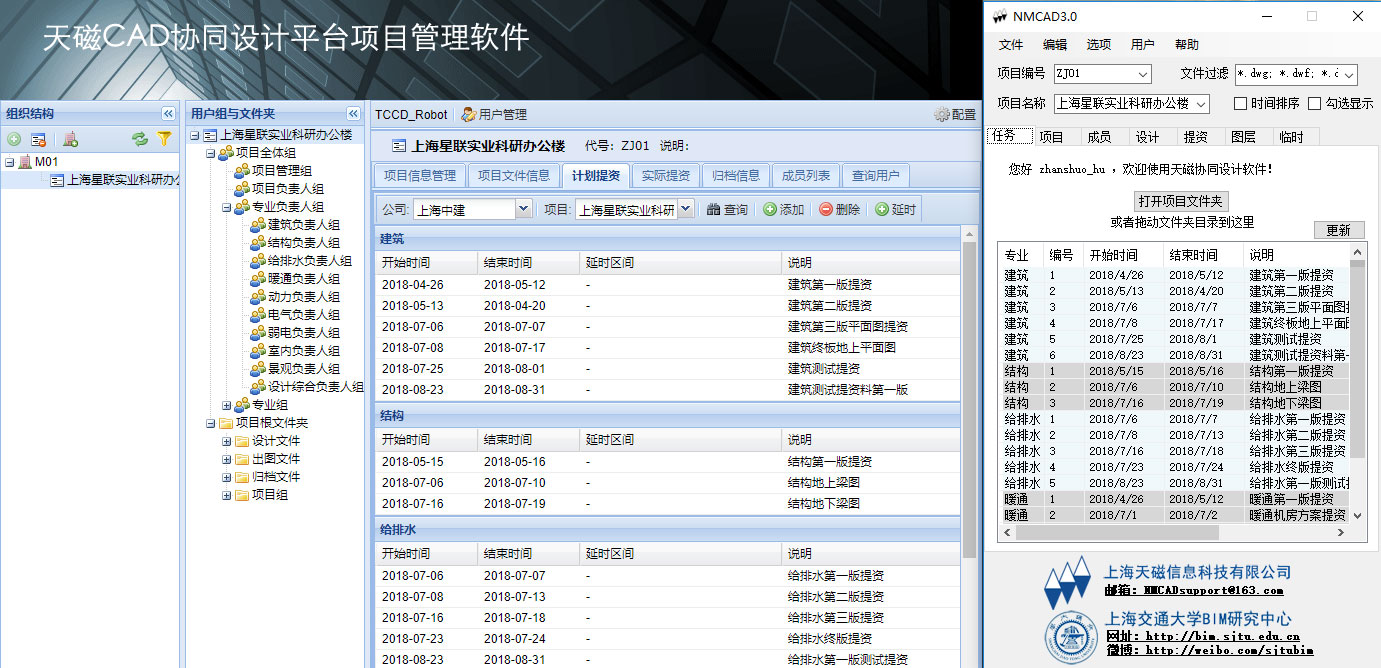 天磁CAD协同设计平台项目管理软件
组织结构
M01
上海星联实业科研办公
用户组与文件夹
上海星联实业科研办公楼
项目全体组
项目管理组
项目负责人组
专业负责人组
建筑负责人组
结构负责人组
给排水负责人组
暖通负责人组
动力负责人组
电气负责人组
弱电负责人组
室内负责人组
景观负责人组
设计综合负责人组
专业组
项目根文件夹
设计文件
出图文件
归档文件
项目组
TCCD_Robot 用户管理 配置
上海星联实业科研办公楼 代号: ZJ01 说明:
项目信息管理 项目文件信息 计划提资 实际提资 归档信息 成员列表 查询用户
公司: 上海中建 项目: 上海星联实业科研 查询 添加 删除 延时
建筑
开始时间 结束时间 延时区间 说明
2018-04-26 2018-05-12 - 建筑第一版提资
2018-05-13 2018-04-20 - 建筑第二版提资
2018-07-06 2018-07-07 - 建筑第三版平面图提资
2018-07-08 2018-07-17 - 建筑终板地上平面图
2018-07-25 2018-08-01 - 建筑测试提资
2018-08-23 2018-08-31 - 建筑测试提资料第一版
结构
开始时间 结束时间 延时区间 说明
2018-05-15 2018-05-16 - 结构第一版提资
2018-07-06 2018-07-10 - 结构地上梁图
2018-07-16 2018-07-19 - 结构地下梁图
给排水
开始时间 结束时间 延时区间 说明
2018-07-06 2018-07-07 - 给排水第一版提资
2018-07-08 2018-07-13 - 给排水第二版提资
2018-07-16 2018-07-18 - 给排水第三版提资
2018-07-23 2018-07-24 - 给排水终版提资
2018-08-23 2018-08-31 - 给排水第一版测试提资
NMCAD3.0
文件 编辑 选项 用户 帮助
项目编号 ZJ01 文件过滤 *.dwg; *.dwf; *.c
项目名称 上海星联实业科研办公楼 时间排序 勾选显示
任务 项目 成员 设计 提资 图层 临时
您好 zhanshuo_hu ，欢迎使用天磁协同设计软件！
打开项目文件夹
或者拖动文件夹目录到这里
更新
专业 编号 开始时间 结束时间 说明
建筑 1 2018/4/26 2018/5/12 建筑第一版提资
建筑 2 2018/5/13 2018/4/20 建筑第二版提资
建筑 3 2018/7/6 2018/7/7 建筑第三版平面图
建筑 4 2018/7/8 2018/7/17 建筑终板地上平面
建筑 5 2018/7/25 2018/8/1 建筑测试提资
建筑 6 2018/8/23 2018/8/31 建筑测试提资料第
结构 1 2018/5/15 2018/5/16 结构第一版提资
结构 2 2018/7/6 2018/7/10 结构地上梁图
结构 3 2018/7/16 2018/7/19 结构地下梁图
给排水 1 2018/7/6 2018/7/7 给排水第一版提资
给排水 2 2018/7/8 2018/7/13 给排水第二版提资
给排水 3 2018/7/16 2018/7/18 给排水第三版提资
给排水 4 2018/7/23 2018/7/24 给排水终版提资
给排水 5 2018/8/23 2018/8/31 给排水第一版测试
暖通 1 2018/4/26 2018/5/12 暖通第一版提资
暖通 2 2018/7/1 2018/7/2 暖通机房方案提资
上海天磁信息科技有限公司
邮箱: NMCADsupport@163.com
上海交通大学BIM研究中心
网址: http://bim.sjtu.edu.cn
微博: http://weibo.com/sjtubim